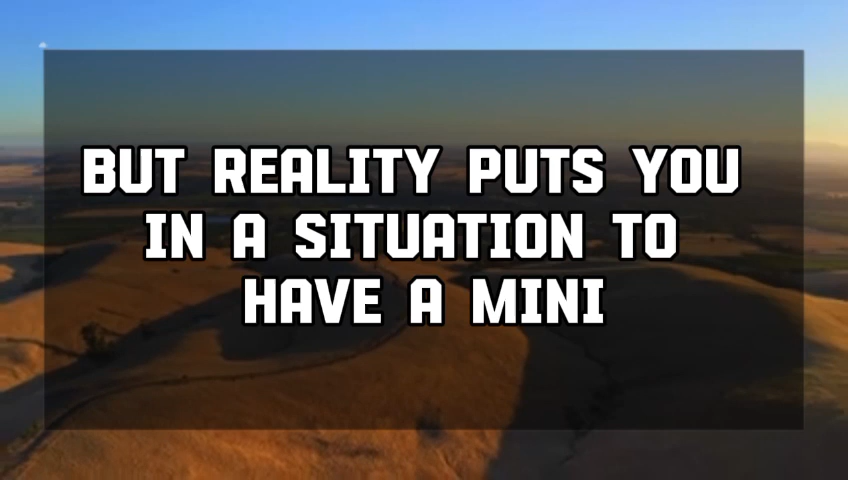 BUT REALITY PUTS YOU
IN A SITUATION TO
HAVE A MINI